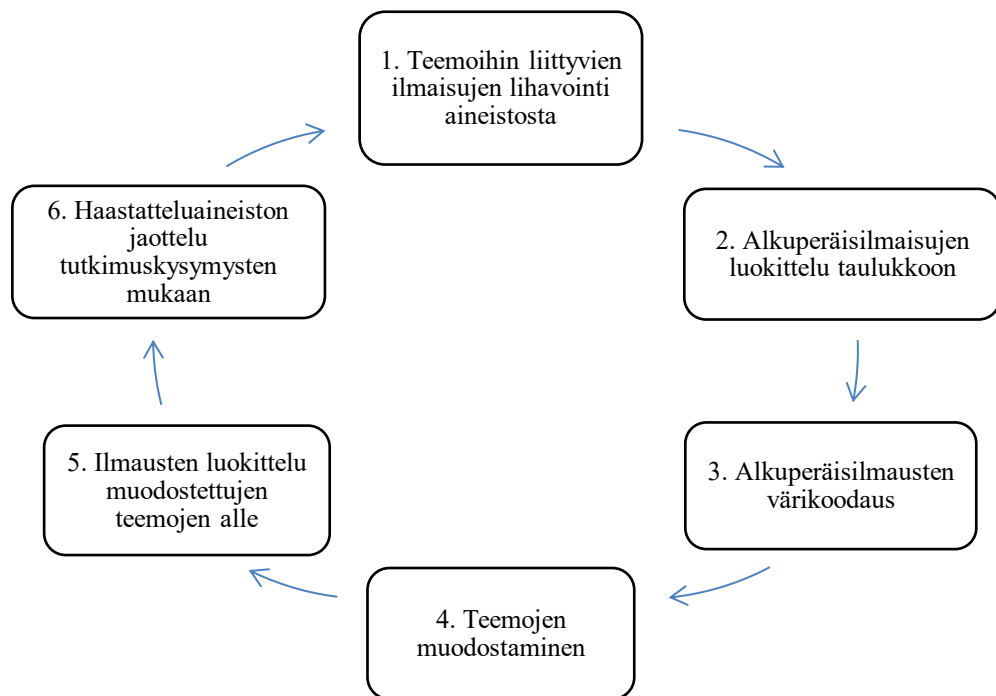 1. Teemoihin liittyvien
ilmaisujen lihavointi
aineistosta
2. Alkuperäisilmaisujen
luokittelu taulukkoon
3. Alkuperäisilmausten
värikoodaus
4. Teemojen
muodostaminen
5. Ilmausten luokittelu
muodostettujen
teemojen alle
6. Haastatteluaineiston
jaottelu
tutkimuskysymysten
mukaan